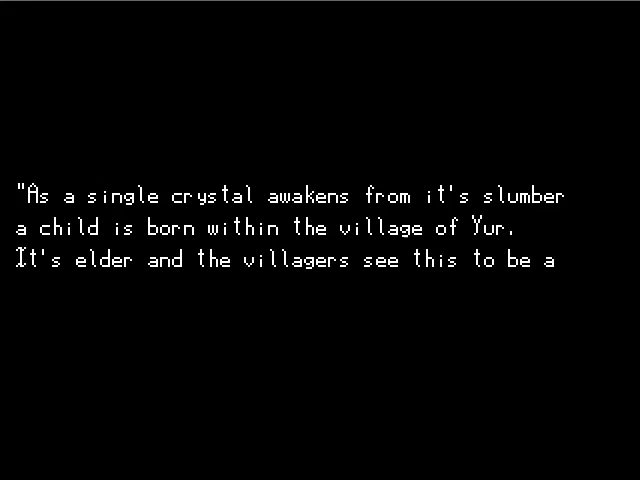 "As a single crystal awakens from it's slumber
a child is born within the village of Yur.
It's elder and the villagers see this to be a